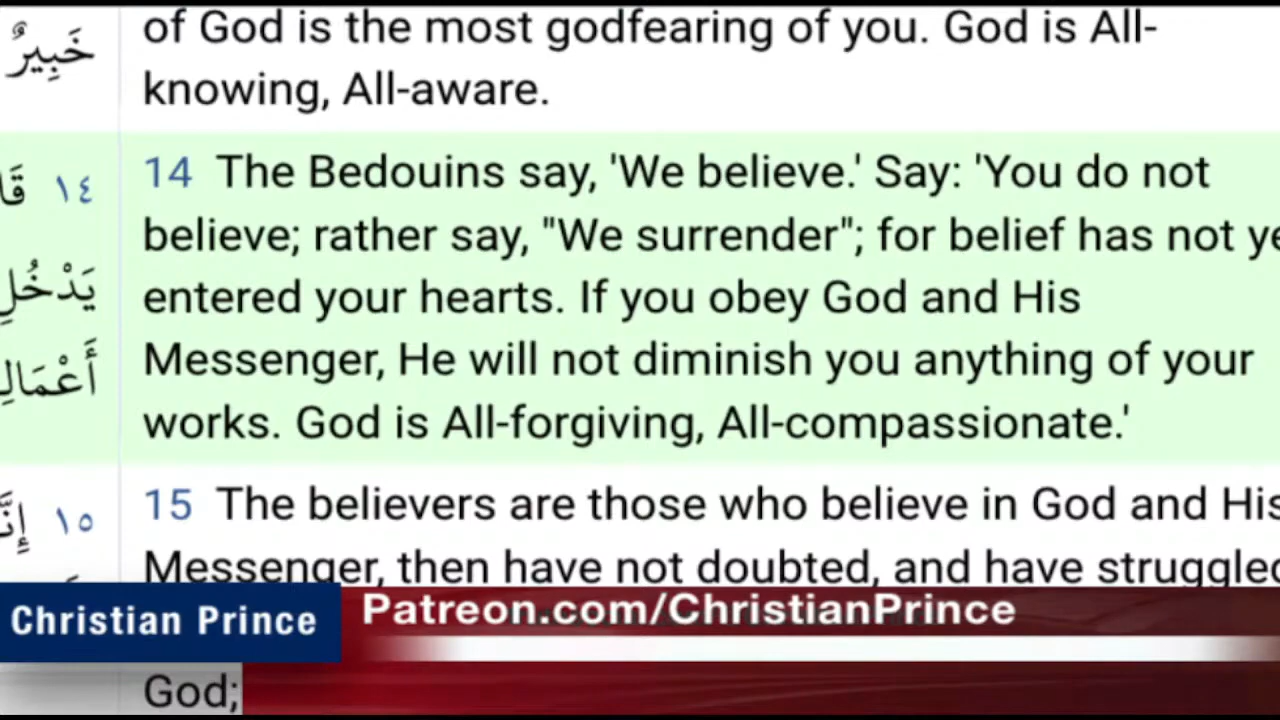 خَبِيرٌ
of God is the most godfearing of you. God is All-
knowing, All-aware.
١٤
14 The Bedouins say, 'We believe.' Say: 'You do not
believe; rather say, "We surrender"; for belief has not ye
يَدْخُلِ
entered your hearts. If you obey God and His
Messenger, He will not diminish you anything of your
works. God is All-forgiving, All-compassionate.'
١٥
15 The believers are those who believe in God and His
Messenger, then have not doubted, and have struggled
Christian Prince
Patreon.com/ChristianPrince
God;